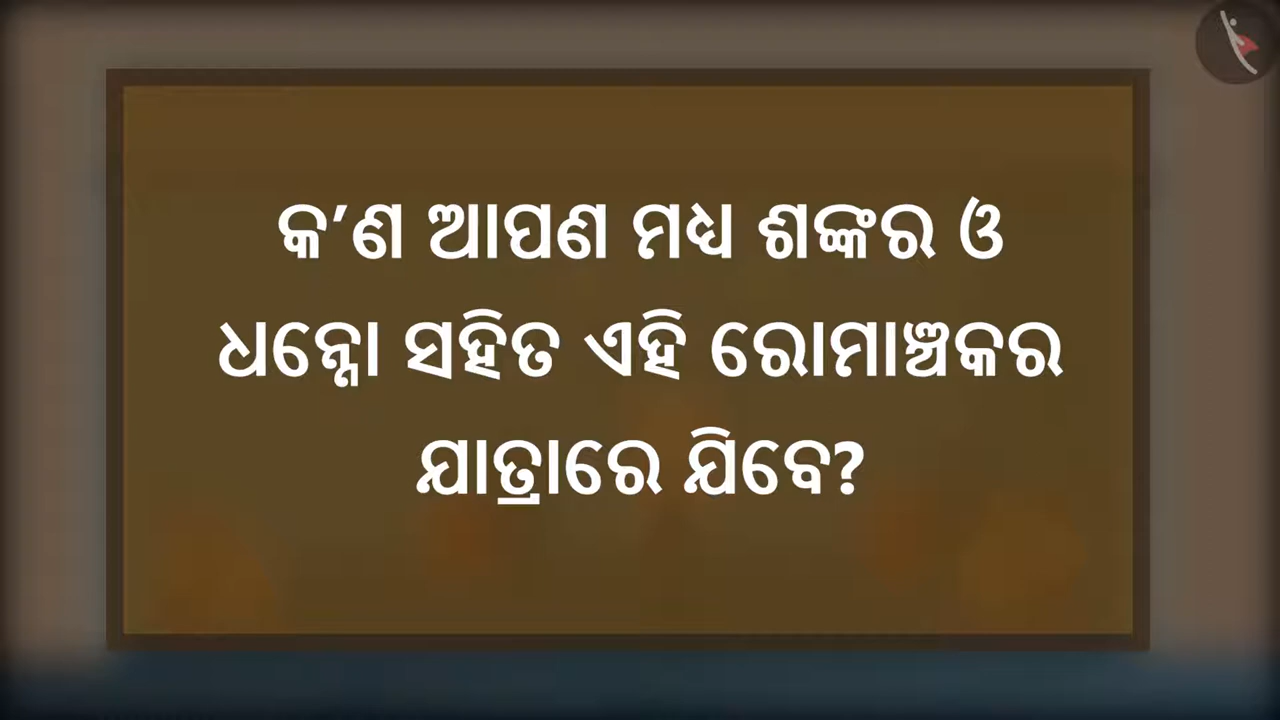 କ’ଣ ଆପଣ ମଧ୍ୟ ଶଙ୍କର ଓ
ଧନ୍ନୋ ସହିତ ଏହି ରୋମାଞ୍ଚକର
ଯାତ୍ରାରେ ଯିବେ?